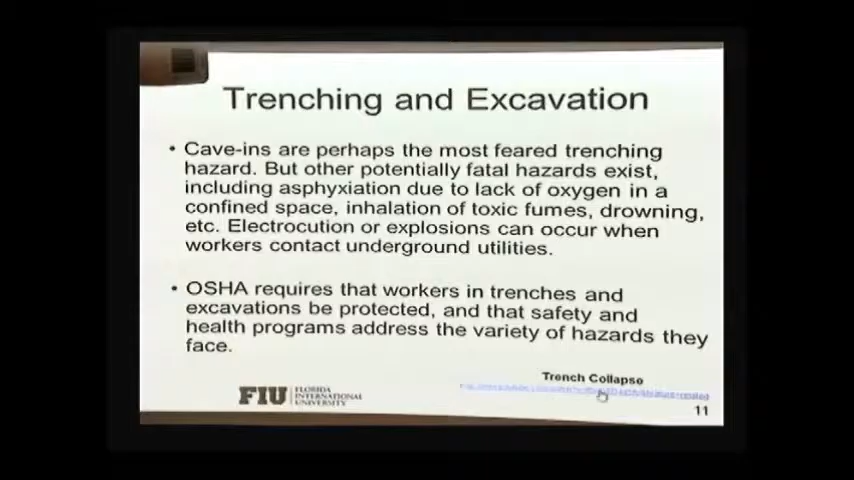 Trenching and Excavation
• Cave-ins are perhaps the most feared trenching
hazard. But other potentially fatal hazards exist,
including asphyxiation due to lack of oxygen in a
confined space, inhalation of toxic fumes, drowning,
etc. Electrocution or explosions can occur when
workers contact underground utilities.
• OSHA requires that workers in trenches and
excavations be protected, and that safety and
health programs address the variety of hazards they
face.
Trench Collapse
FIU
FLORIDA
INTERNATIONAL
UNIVERSITY
11